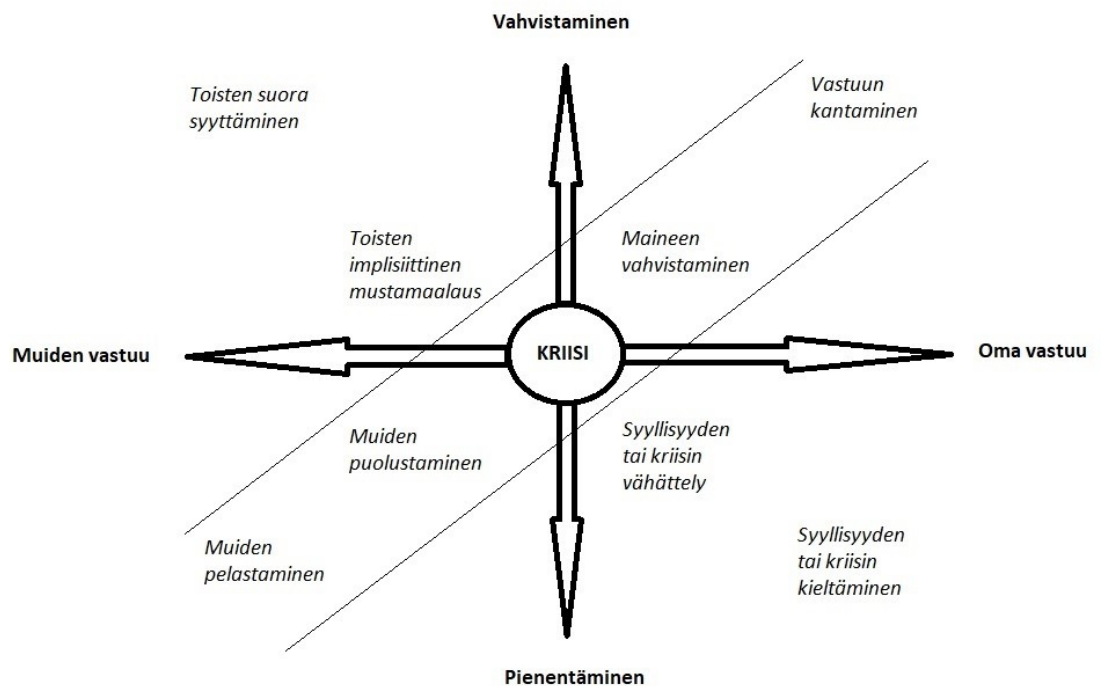 Vahvistaminen
Toisten suora
syyttäminen
Vastuun
kantaminen
Toisten
implisiittinen
mustamaalaus
Maineen
vahvistaminen
Muiden vastuu
KRIISI
Oma vastuu
Muiden
puolustaminen
Syyllisyyden
tai kriisin
vähättely
Muiden
pelastaminen
Syyllisyyden
tai kriisin
kieltäminen
Pienentäminen